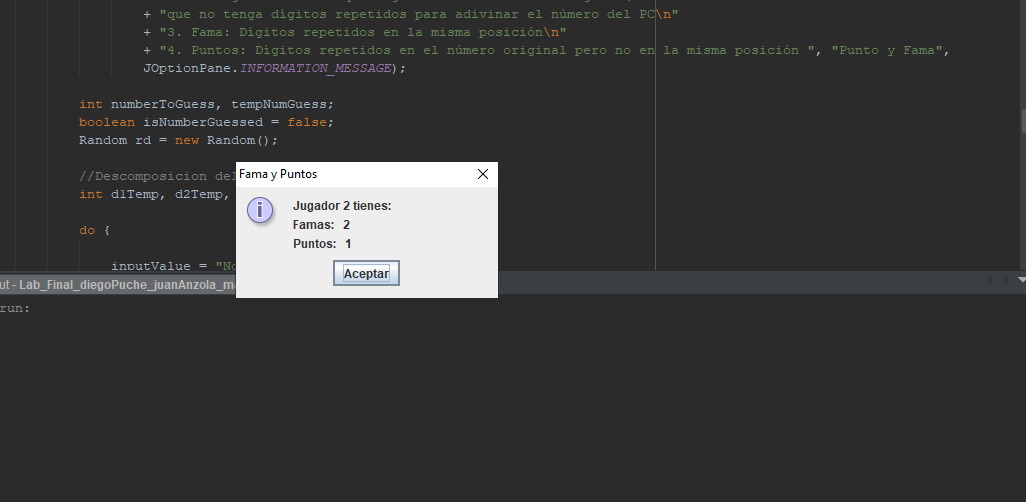 + "que no tenga dígitos repetidos para adivinar el número del PC\n"
+ "3. Fama: Dígitos repetidos en la misma posición\n"
+ "4. Puntos: Dígitos repetidos en el número original pero no en la misma posición ", "Punto y Fama",
JOptionPane.INFORMATION_MESSAGE);
int numberToGuess, tempNumGuess;
boolean isNumberGuessed = false;
Random rd = new Random();
//Descomposicion del
int d1Temp, d2Temp,
do {
inputValue = "No
Fama y Puntos
Jugador 2 tienes:
Famas: 2
Puntos: 1
Aceptar
ut - Lab_Final_diegoPuche_juanAnzola_ma
run: